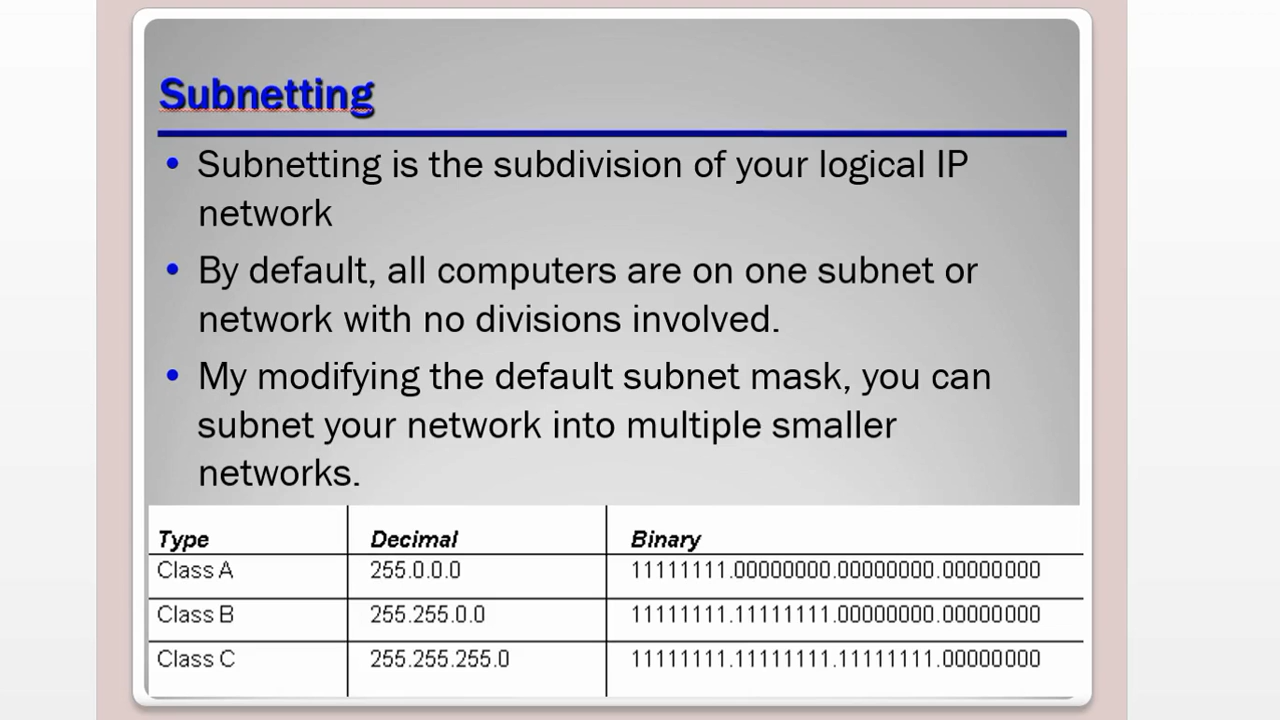 Subnetting
• Subnetting is the subdivision of your logical IP
network
• By default, all computers are on one subnet or
network with no divisions involved.
• My modifying the default subnet mask, you can
subnet your network into multiple smaller
networks.
Type Decimal Binary
Class A 255.0.0.0 11111111.00000000.00000000.00000000
Class B 255.255.0.0 11111111.11111111.00000000.00000000
Class C 255.255.255.0 11111111.11111111.11111111.00000000